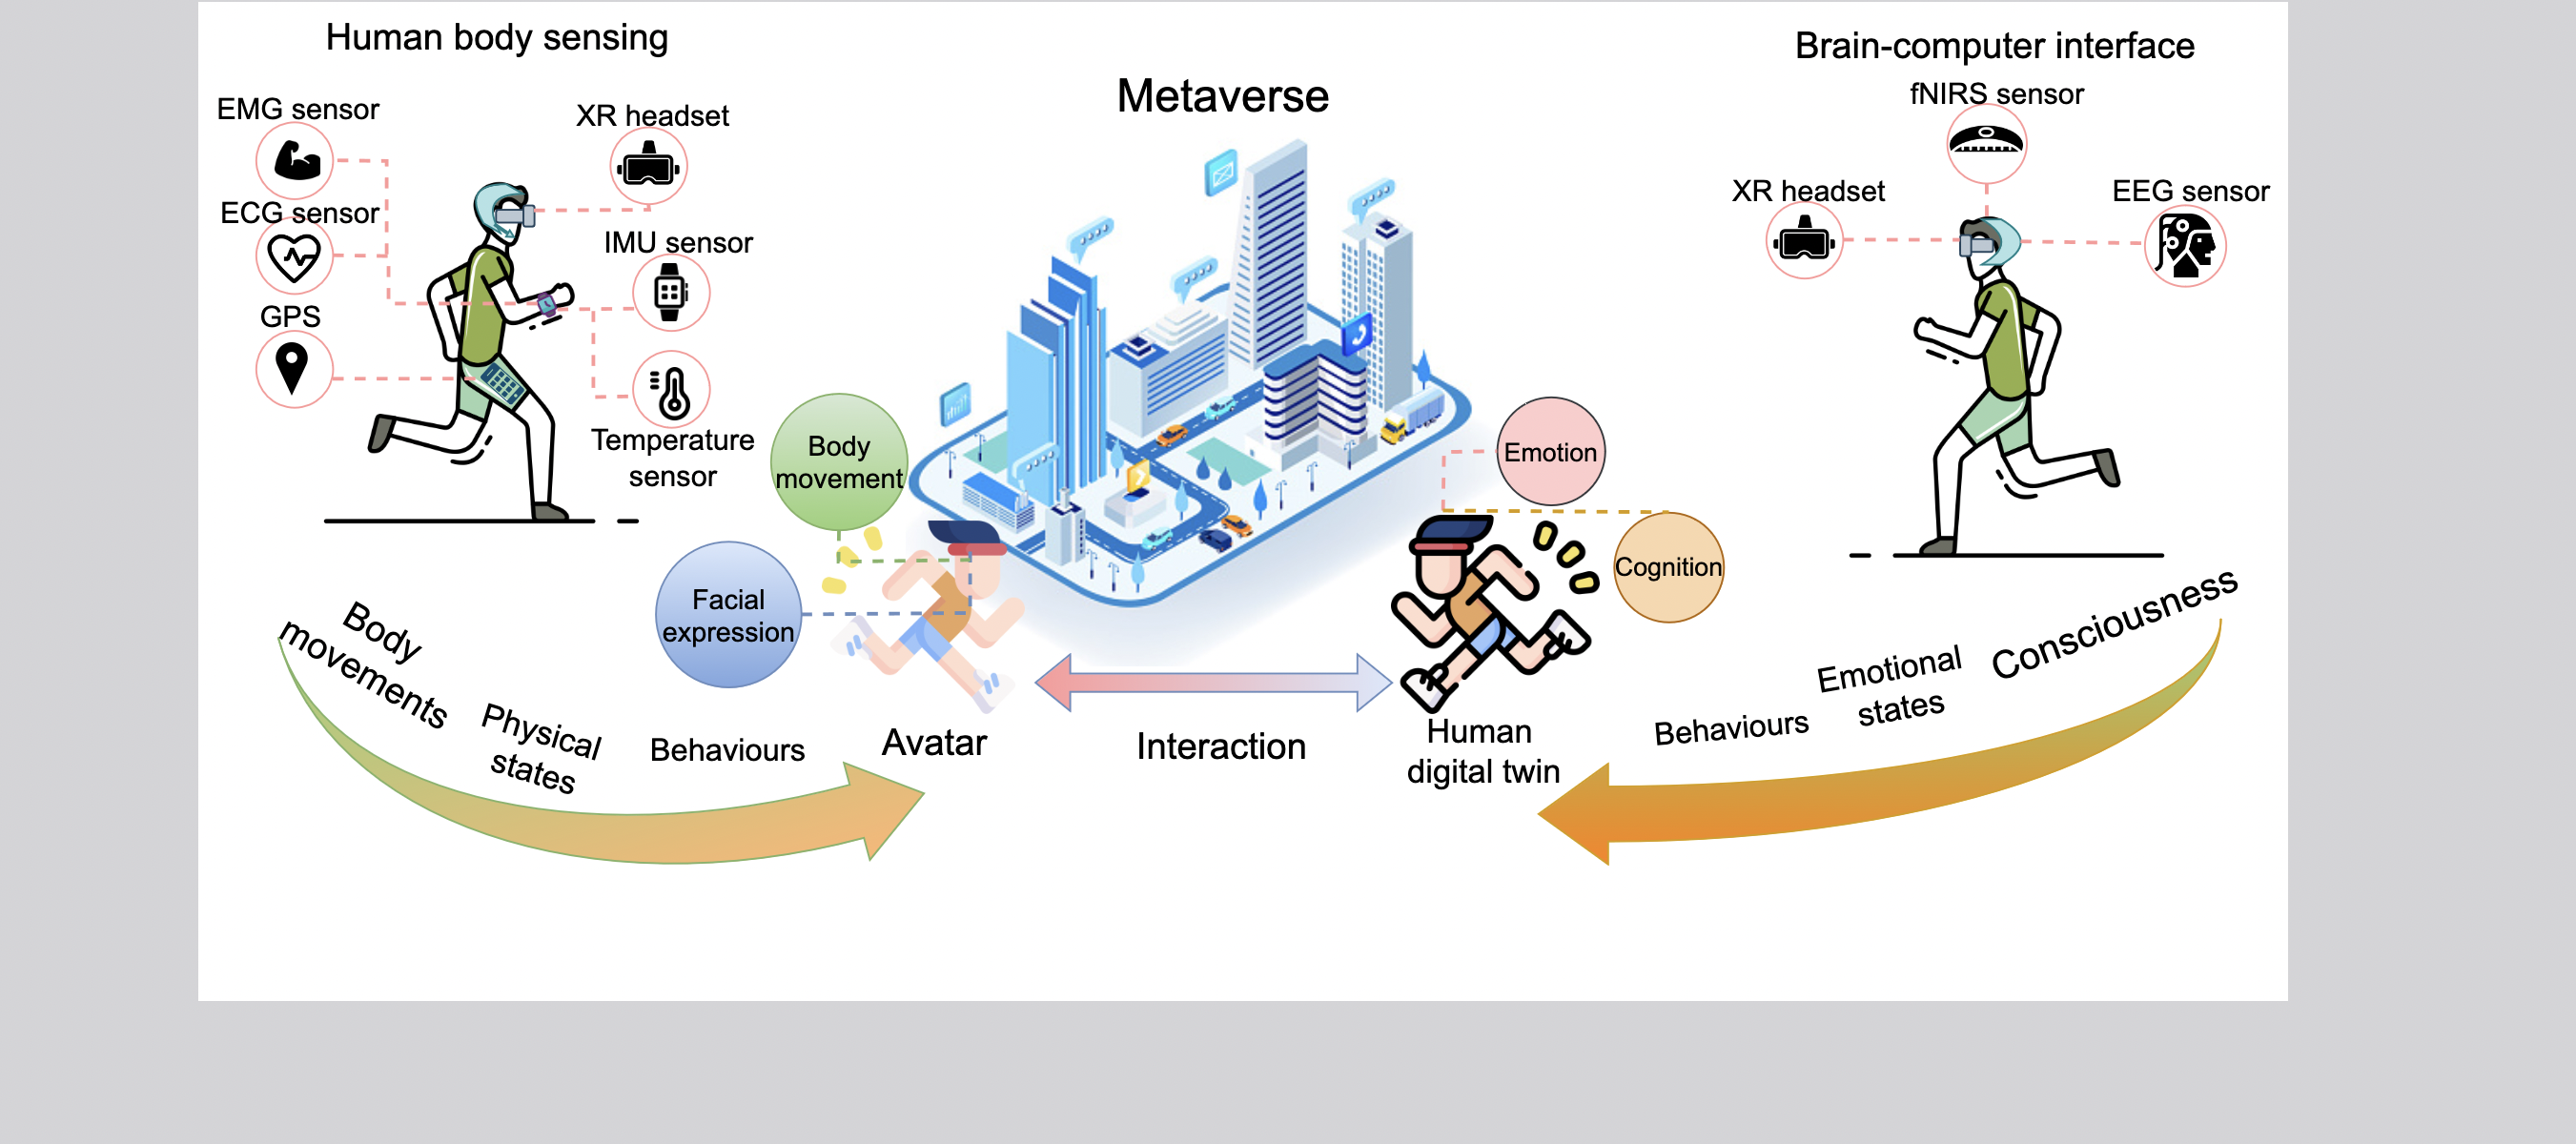 Human body sensing
EMG sensor
ECG sensor
GPS
XR headset
IMU sensor
Temperature
sensor
Metaverse
Brain-computer interface
fNIRS sensor
XR headset
EEG sensor
Body
movement
Facial
expression
Emotion
Cognition
Body
movements
Physical
states
Behaviours
Avatar
Interaction
Human
digital twin
Behaviours
Emotional
states
Consciousness